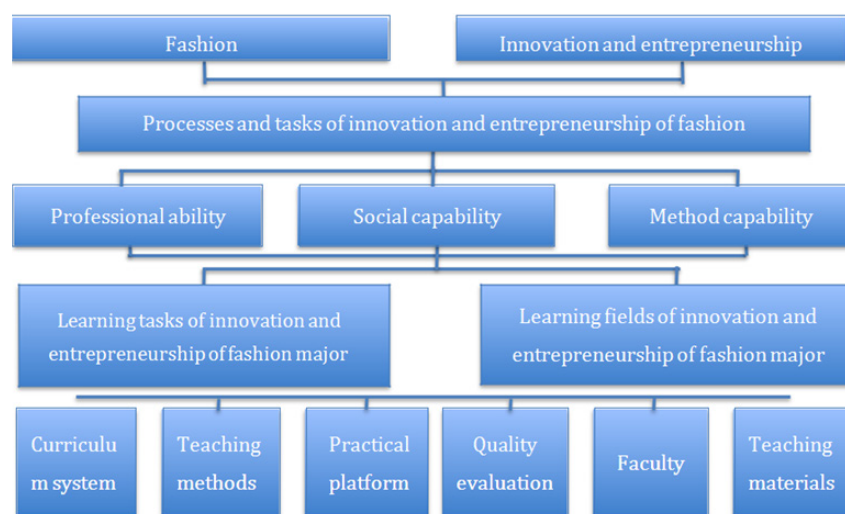 Fashion
Innovation and entrepreneurship
Processes and tasks of innovation and entrepreneurship of fashion
Professional ability
Social capability
Method capability
Learning tasks of innovation and
entrepreneurship of fashion major
Learning fields of innovation and
entrepreneurship of fashion major
Curriculu
m system
Teaching
methods
Practical
platform
Quality
evaluation
Faculty
Teaching
materials